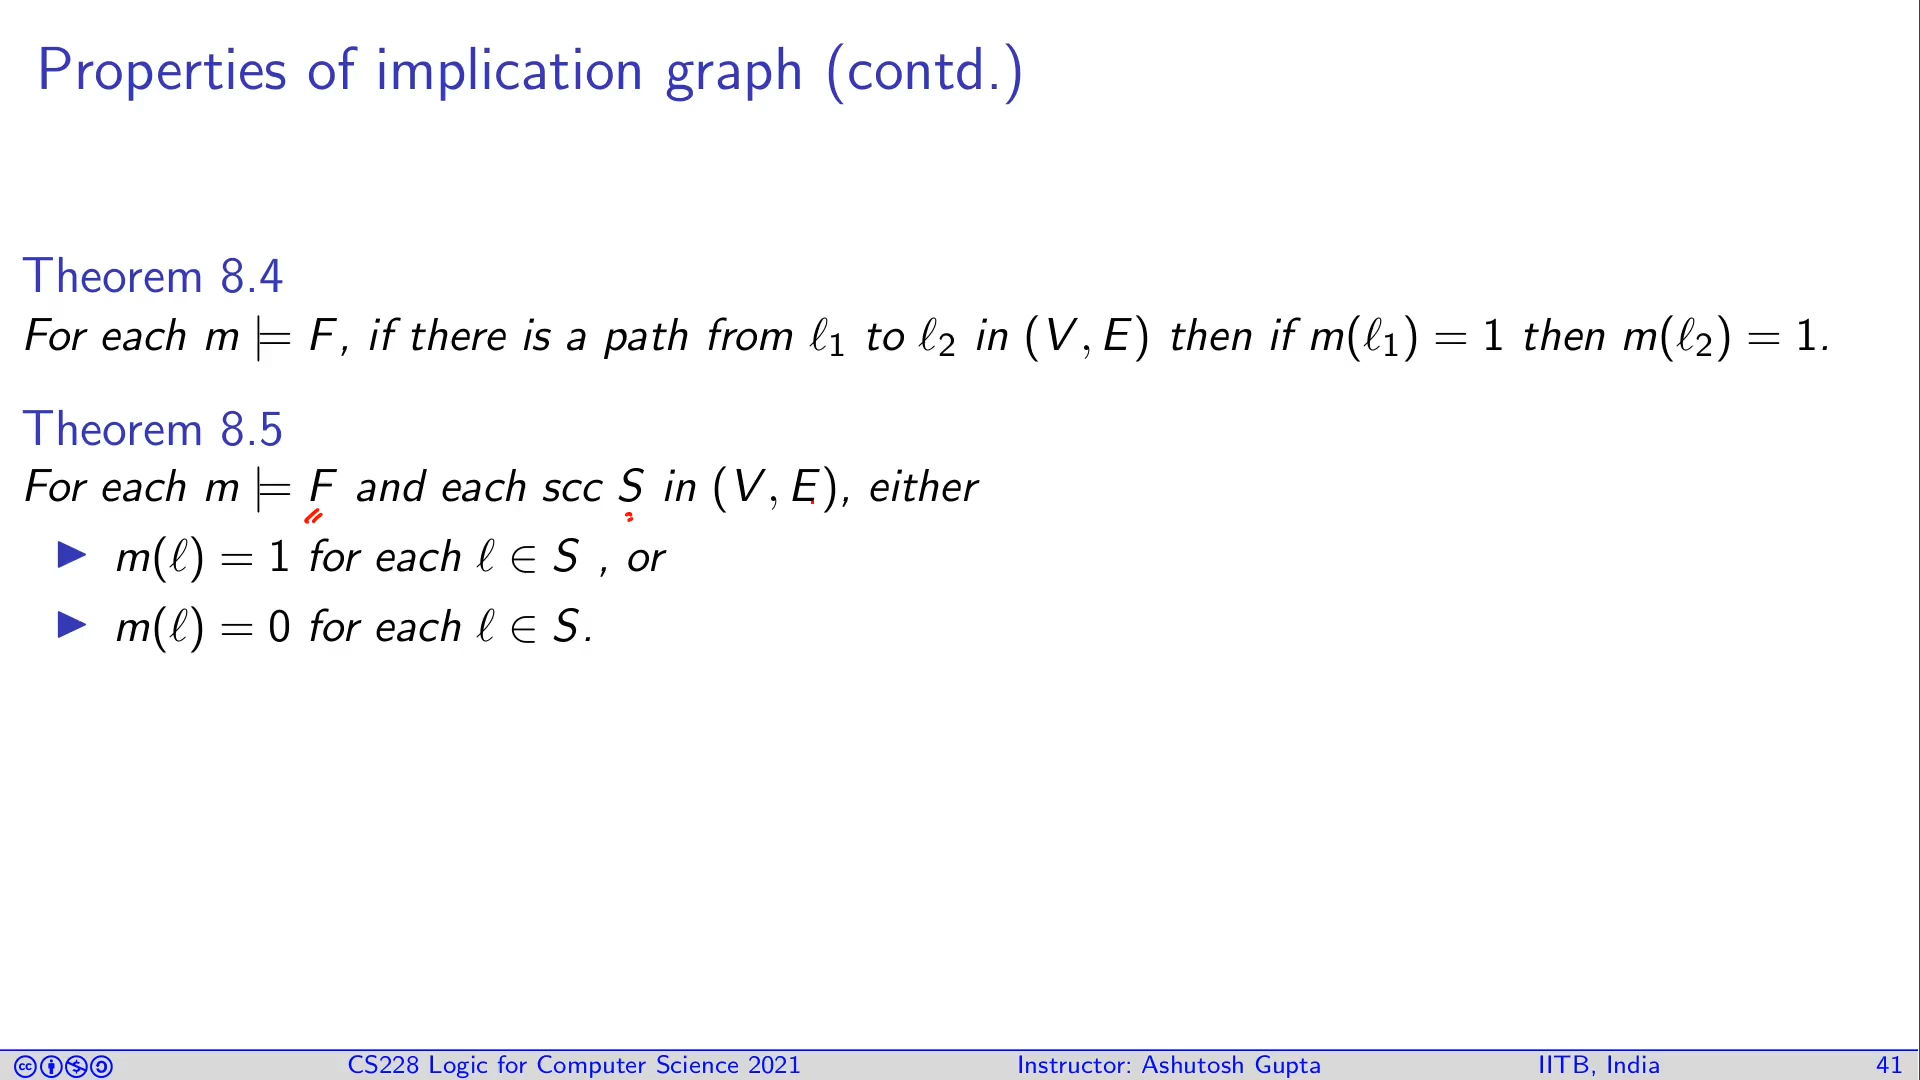 Properties of implication graph (contd.)
Theorem 8.4
For each m ⊨ F, if there is a path from ℓ₁ to ℓ₂ in (V, E) then if m(ℓ₁) = 1 then m(ℓ₂) = 1.
Theorem 8.5
For each m ⊨ F and each scc S in (V, E), either
▶ m(ℓ) = 1 for each ℓ ∈ S , or
▶ m(ℓ) = 0 for each ℓ ∈ S.
CS228 Logic for Computer Science 2021 Instructor: Ashutosh Gupta IITB, India 41